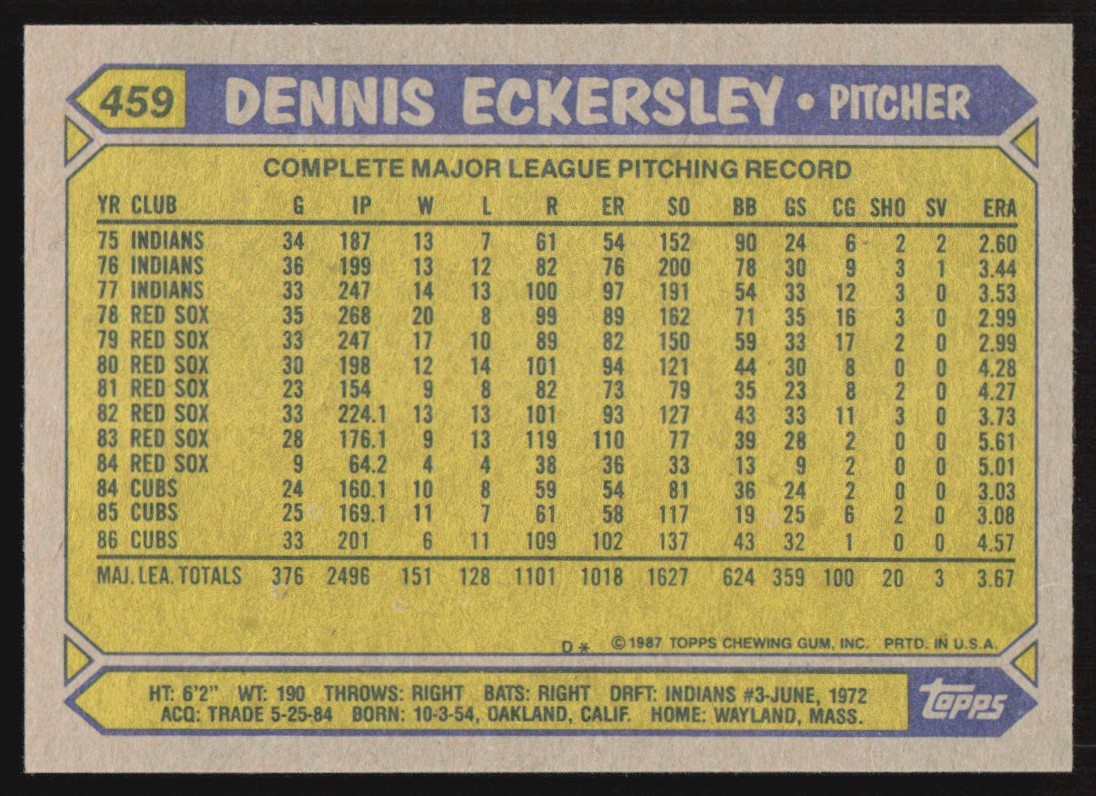 459 DENNIS ECKERSLEY • PITCHER
COMPLETE MAJOR LEAGUE PITCHING RECORD
YR CLUB G IP W L R ER SO BB GS CG SHO SV ERA
75 INDIANS 34 187 13 7 61 54 152 90 24 6 2 2 2.60
76 INDIANS 36 199 13 12 82 76 200 78 30 9 3 1 3.44
77 INDIANS 33 247 14 13 100 97 191 54 33 12 3 0 3.53
78 RED SOX 35 268 20 8 99 89 162 71 35 16 3 0 2.99
79 RED SOX 33 247 17 10 89 82 150 59 33 17 2 0 2.99
80 RED SOX 30 198 12 14 101 94 121 44 30 8 0 0 4.28
81 RED SOX 23 154 9 8 82 73 79 35 23 8 2 0 4.27
82 RED SOX 33 224.1 13 13 101 93 127 43 33 11 3 0 3.73
83 RED SOX 28 176.1 9 13 119 110 77 39 28 2 0 0 5.61
84 RED SOX 9 64.2 4 4 38 36 33 13 9 2 0 0 5.01
84 CUBS 24 160.1 10 8 59 54 81 36 24 2 0 0 3.03
85 CUBS 25 169.1 11 7 61 58 117 19 25 6 2 0 3.08
86 CUBS 33 201 6 11 109 102 137 43 32 1 0 0 4.57
MAJ. LEA. TOTALS 376 2496 151 128 1101 1018 1627 624 359 100 20 3 3.67
D* © 1987 TOPPS CHEWING GUM, INC. PRTD. IN U.S.A.
HT: 6'2" WT: 190 THROWS: RIGHT BATS: RIGHT DRFT: INDIANS #3-JUNE, 1972
ACQ: TRADE 5-25-84 BORN: 10-3-54, OAKLAND, CALIF. HOME: WAYLAND, MASS.
topps